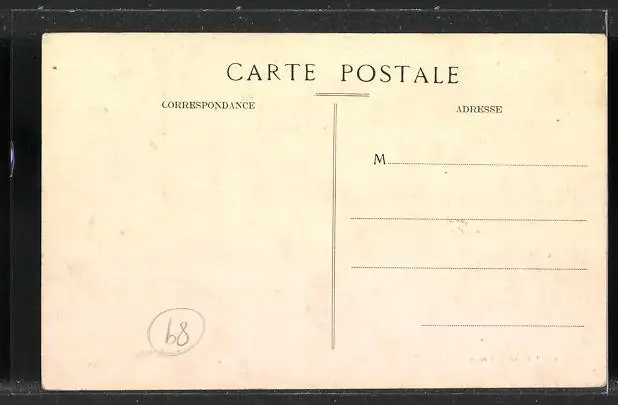 CARTE POSTALE
CORRESPONDANCE
ADRESSE
M
68